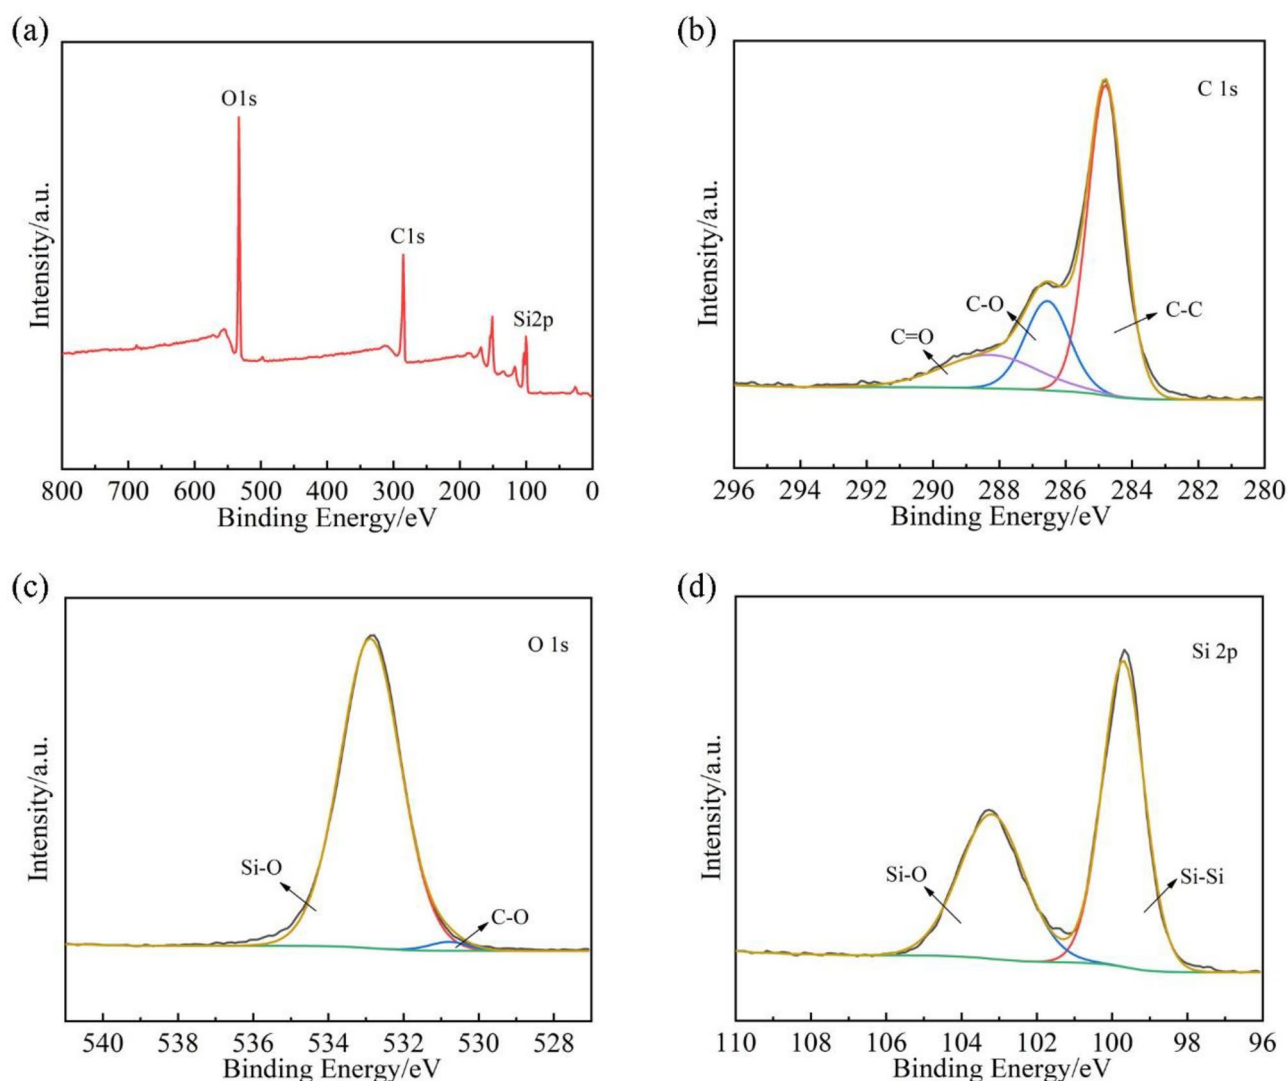 (a)
O1s
C1s
Si2p
Intensity/a.u.
800 700 600 500 400 300 200 100 0
Binding Energy/eV
(b)
C 1s
C-O
C-C
C=O
Intensity/a.u.
296 294 292 290 288 286 284 282 280
Binding Energy/eV
(c)
O 1s
Si-O
C-O
Intensity/a.u.
540 538 536 534 532 530 528
Binding Energy/eV
(d)
Si 2p
Si-O
Si-Si
Intensity/a.u.
110 108 106 104 102 100 98 96
Binding Energy/eV